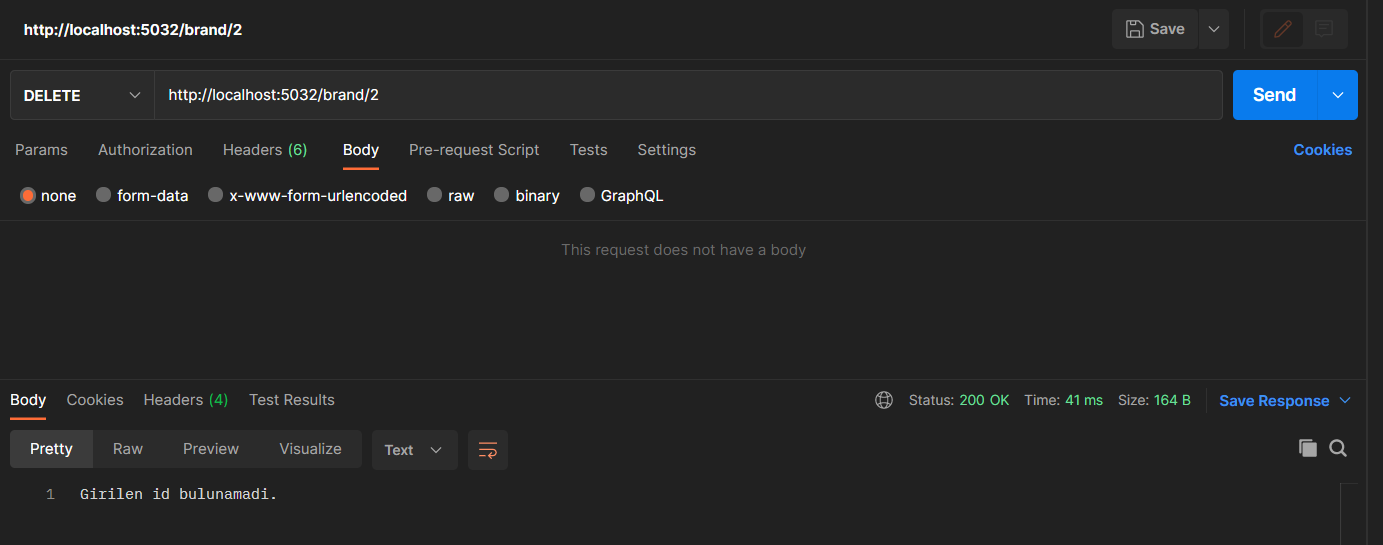 http://localhost:5032/brand/2 Save
DELETE http://localhost:5032/brand/2 Send
Params Authorization Headers (6) Body Pre-request Script Tests Settings Cookies
none form-data x-www-form-urlencoded raw binary GraphQL
This request does not have a body
Body Cookies Headers (4) Test Results Status: 200 OK Time: 41 ms Size: 164 B Save Response
Pretty Raw Preview Visualize Text
1 Girilen id bulunamadi.